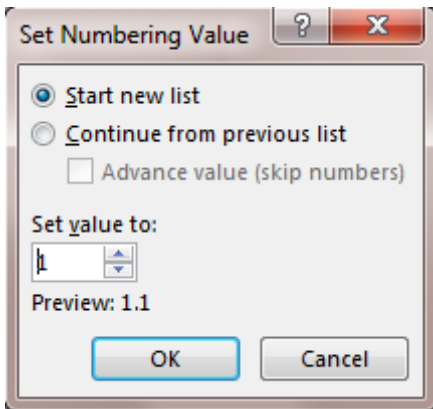 Set Numbering Value
Start new list
Continue from previous list
Advance value (skip numbers)
Set value to:
1
Preview: 1.1
OK Cancel